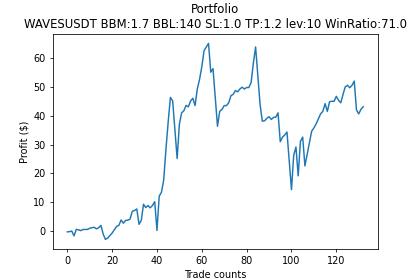 Portfolio
WAVESUSDT BBM:1.7 BBL:140 SL:1.0 TP:1.2 lev:10 WinRatio:71.0
60
50
40
30
20
10
0
Profit ($)
0 20 40 60 80 100 120
Trade counts